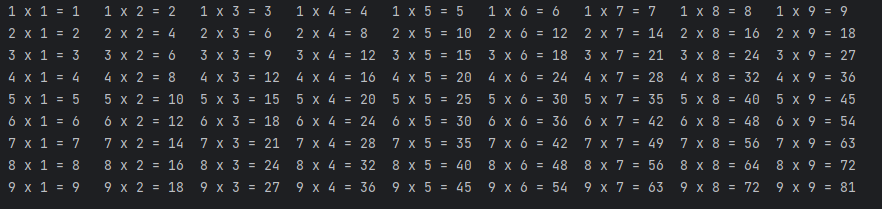 1 x 1 = 1   1 x 2 = 2   1 x 3 = 3   1 x 4 = 4   1 x 5 = 5   1 x 6 = 6   1 x 7 = 7   1 x 8 = 8   1 x 9 = 9
2 x 1 = 2   2 x 2 = 4   2 x 3 = 6   2 x 4 = 8   2 x 5 = 10  2 x 6 = 12  2 x 7 = 14  2 x 8 = 16  2 x 9 = 18
3 x 1 = 3   3 x 2 = 6   3 x 3 = 9   3 x 4 = 12  3 x 5 = 15  3 x 6 = 18  3 x 7 = 21  3 x 8 = 24  3 x 9 = 27
4 x 1 = 4   4 x 2 = 8   4 x 3 = 12  4 x 4 = 16  4 x 5 = 20  4 x 6 = 24  4 x 7 = 28  4 x 8 = 32  4 x 9 = 36
5 x 1 = 5   5 x 2 = 10  5 x 3 = 15  5 x 4 = 20  5 x 5 = 25  5 x 6 = 30  5 x 7 = 35  5 x 8 = 40  5 x 9 = 45
6 x 1 = 6   6 x 2 = 12  6 x 3 = 18  6 x 4 = 24  6 x 5 = 30  6 x 6 = 36  6 x 7 = 42  6 x 8 = 48  6 x 9 = 54
7 x 1 = 7   7 x 2 = 14  7 x 3 = 21  7 x 4 = 28  7 x 5 = 35  7 x 6 = 42  7 x 7 = 49  7 x 8 = 56  7 x 9 = 63
8 x 1 = 8   8 x 2 = 16  8 x 3 = 24  8 x 4 = 32  8 x 5 = 40  8 x 6 = 48  8 x 7 = 56  8 x 8 = 64  8 x 9 = 72
9 x 1 = 9   9 x 2 = 18  9 x 3 = 27  9 x 4 = 36  9 x 5 = 45  9 x 6 = 54  9 x 7 = 63  9 x 8 = 72  9 x 9 = 81